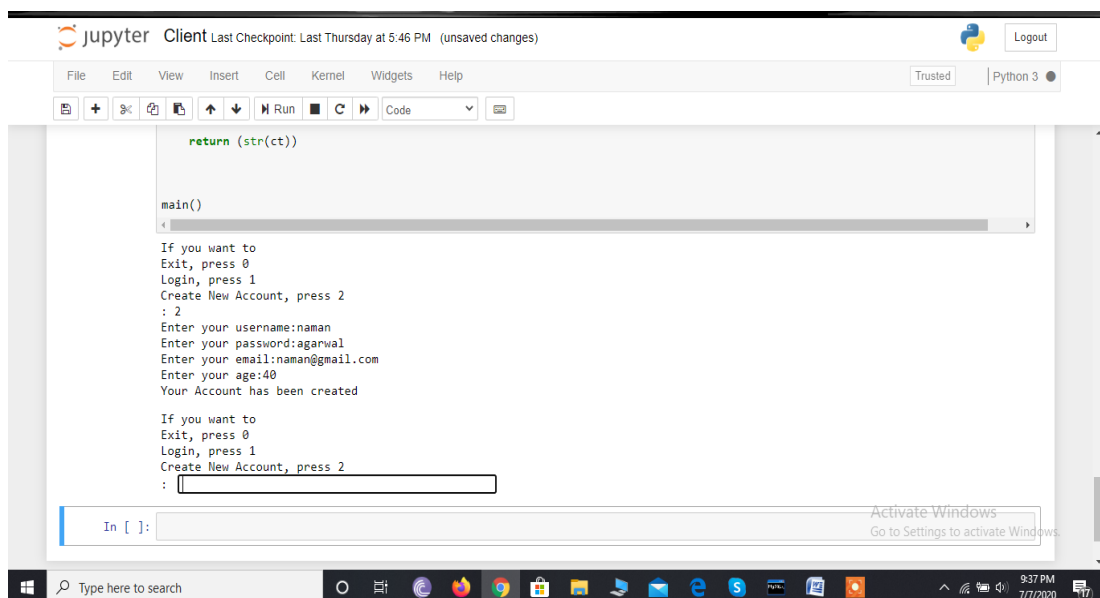 jupyter Client Last Checkpoint: Last Thursday at 5:46 PM (unsaved changes)
Logout
File Edit View Insert Cell Kernel Widgets Help
Trusted
Python 3
Run
Code
return (str(ct))
main()
If you want to
Exit, press 0
Login, press 1
Create New Account, press 2
: 2
Enter your username:naman
Enter your password:agarwal
Enter your email:naman@gmail.com
Enter your age:40
Your Account has been created
If you want to
Exit, press 0
Login, press 1
Create New Account, press 2
:
In [ ]:
Activate Windows
Go to Settings to activate Windows.
Type here to search
9:37 PM
7/7/2020
17